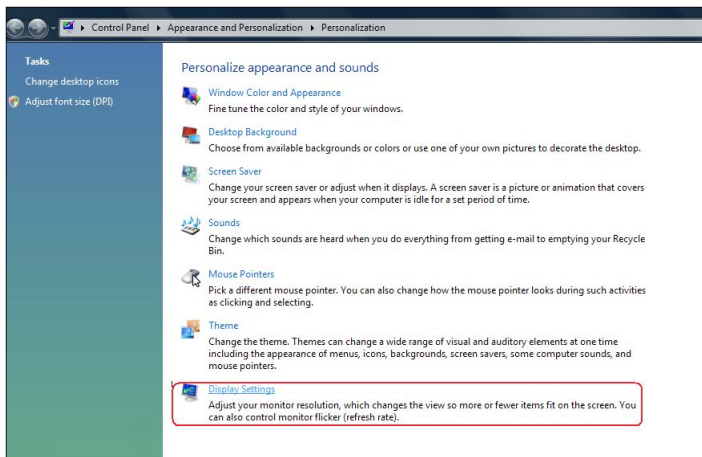 Control Panel ▸ Appearance and Personalization ▸ Personalization
Tasks
Change desktop icons
Adjust font size (DPI)
Personalize appearance and sounds
Window Color and Appearance
Fine tune the color and style of your windows.
Desktop Background
Choose from available backgrounds or colors or use one of your own pictures to decorate the desktop.
Screen Saver
Change your screen saver or adjust when it displays. A screen saver is a picture or animation that covers
your screen and appears when your computer is idle for a set period of time.
Sounds
Change which sounds are heard when you do everything from getting e-mail to emptying your Recycle
Bin.
Mouse Pointers
Pick a different mouse pointer. You can also change how the mouse pointer looks during such activities
as clicking and selecting.
Theme
Change the theme. Themes can change a wide range of visual and auditory elements at one time
including the appearance of menus, icons, backgrounds, screen savers, some computer sounds, and
mouse pointers.
Display Settings
Adjust your monitor resolution, which changes the view so more or fewer items fit on the screen. You
can also control monitor flicker (refresh rate).